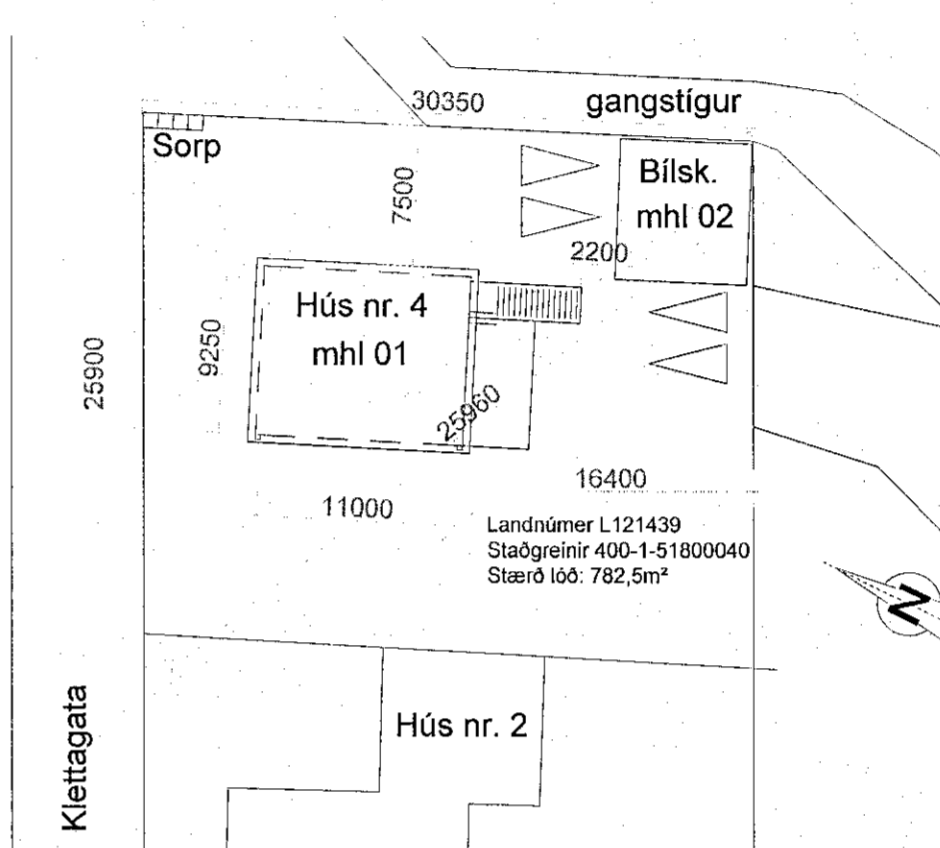 30350
gangstígur
Sorp
7500
Bílsk.
mhl 02
2200
Hús nr. 4
mhl 01
9250
25900
25960
16400
11000
Landnúmer L121439
Staðgreinir 400-1-51800040
Stærð lóð: 782,5m²
N
Hús nr. 2
Klettagata